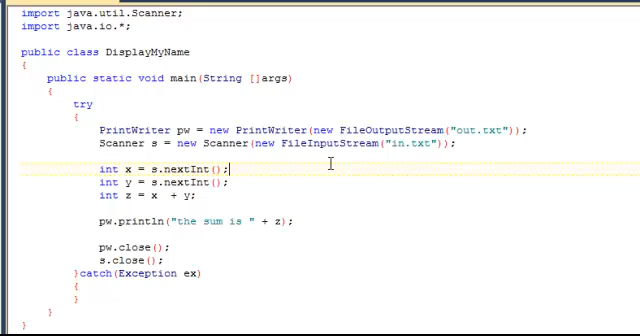 import java.util.Scanner;
import java.io.*;
public class DisplayMyName
{
public static void main(String []args)
{
try
{
PrintWriter pw = new PrintWriter(new FileOutputStream("out.txt"));
Scanner s = new Scanner(new FileInputStream("in.txt"));
int x = s.nextInt();
int y = s.nextInt();
int z = x  + y;
pw.println("the sum is " + z);
pw.close();
s.close();
}catch(Exception ex)
{
}
}
}